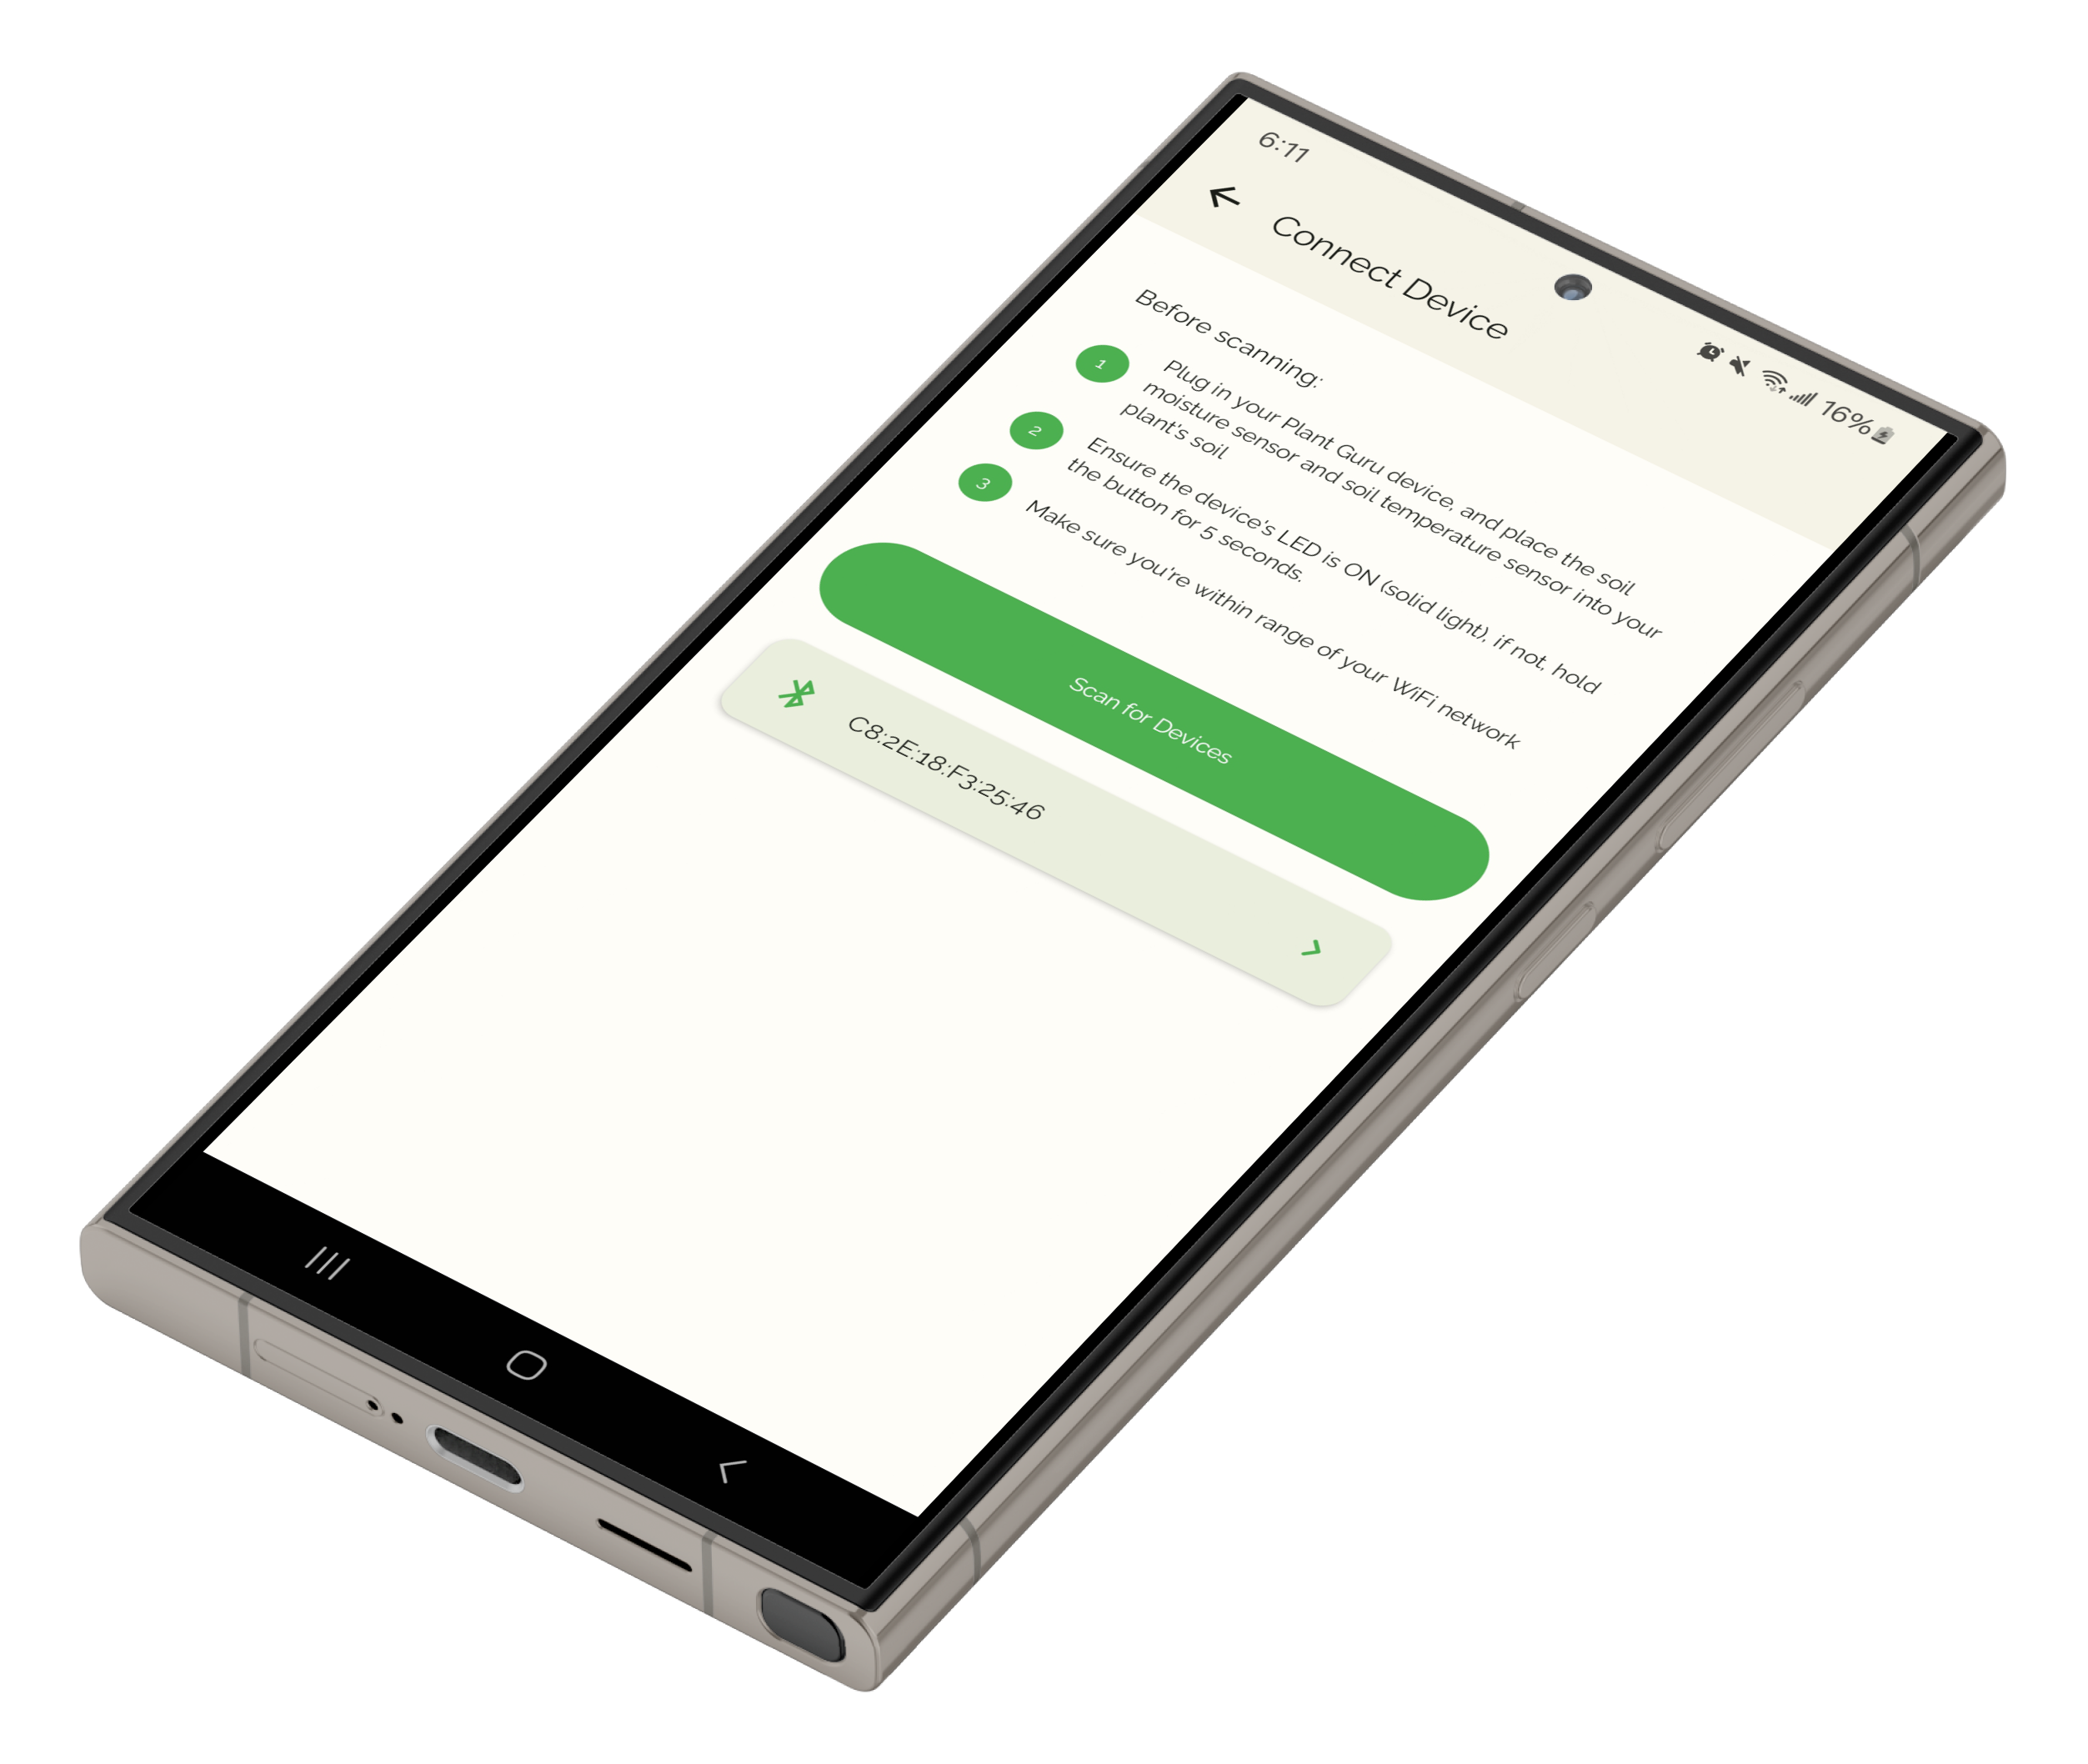 6:11
16%
Connect Device
Before scanning:
1
Plug in your Plant Guru device, and place the soil
moisture sensor and soil temperature sensor into your
plant's soil
2
Ensure the device's LED is ON (solid light), if not, hold
the button for 5 seconds.
3
Make sure you're within range of your WiFi network
Scan for Devices
C8:2E:18:F3:25:46